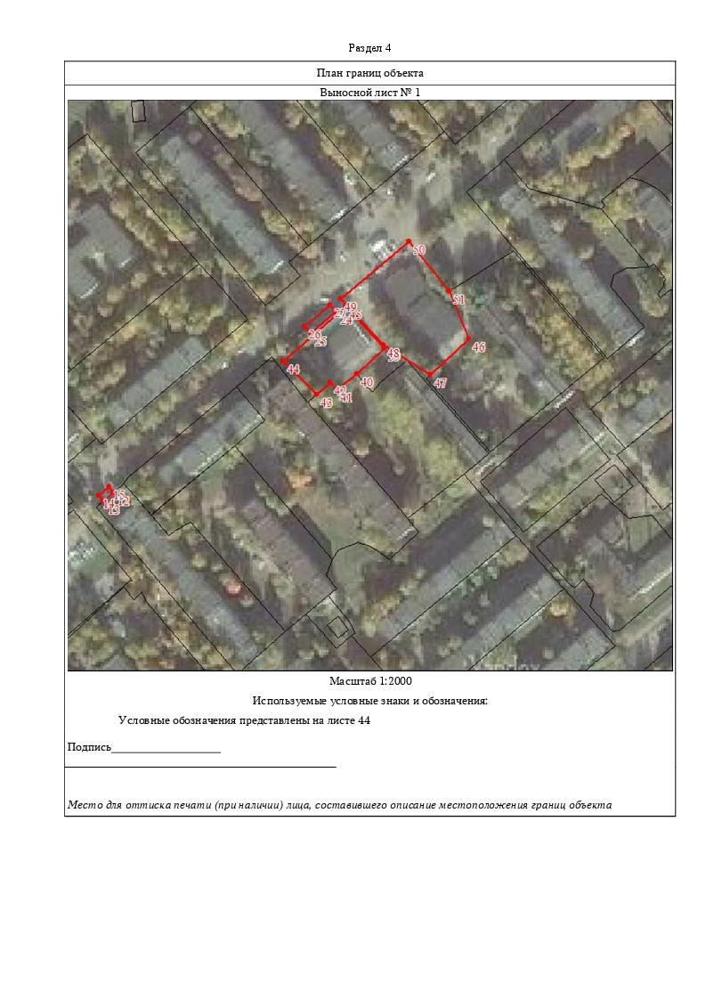 Раздел 4
План границ объекта
Выносной лист № 1
50
51
49
27
24
26
25
46
48
44
40
47
42
41
43
15
12
14
13
Масштаб 1:2000
Используемые условные знаки и обозначения:
Условные обозначения представлены на листе 44
Подпись___________________
Место для оттиска печати (при наличии) лица, составившего описание местоположения границ объекта